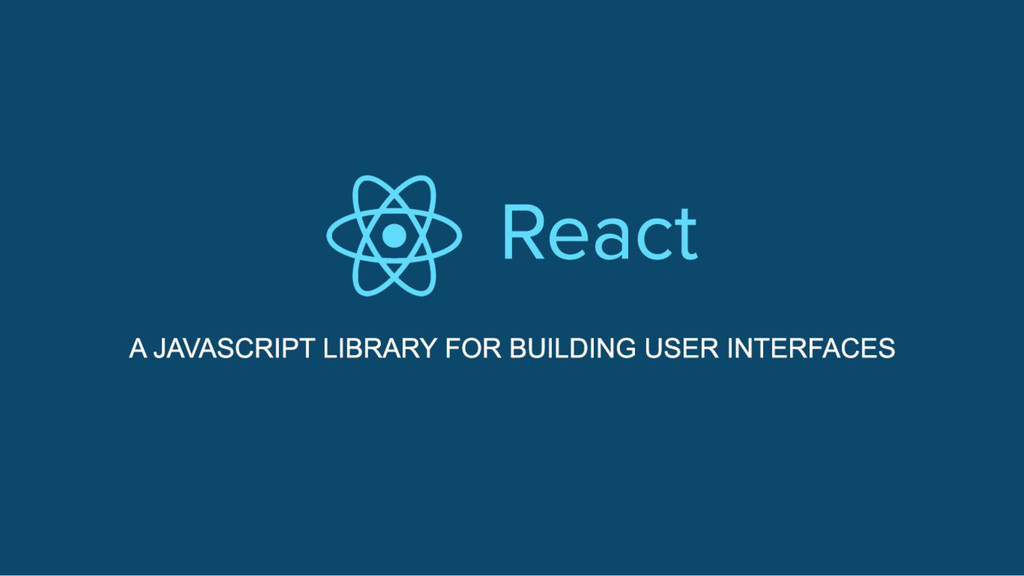 React
A JAVASCRIPT LIBRARY FOR BUILDING USER INTERFACES